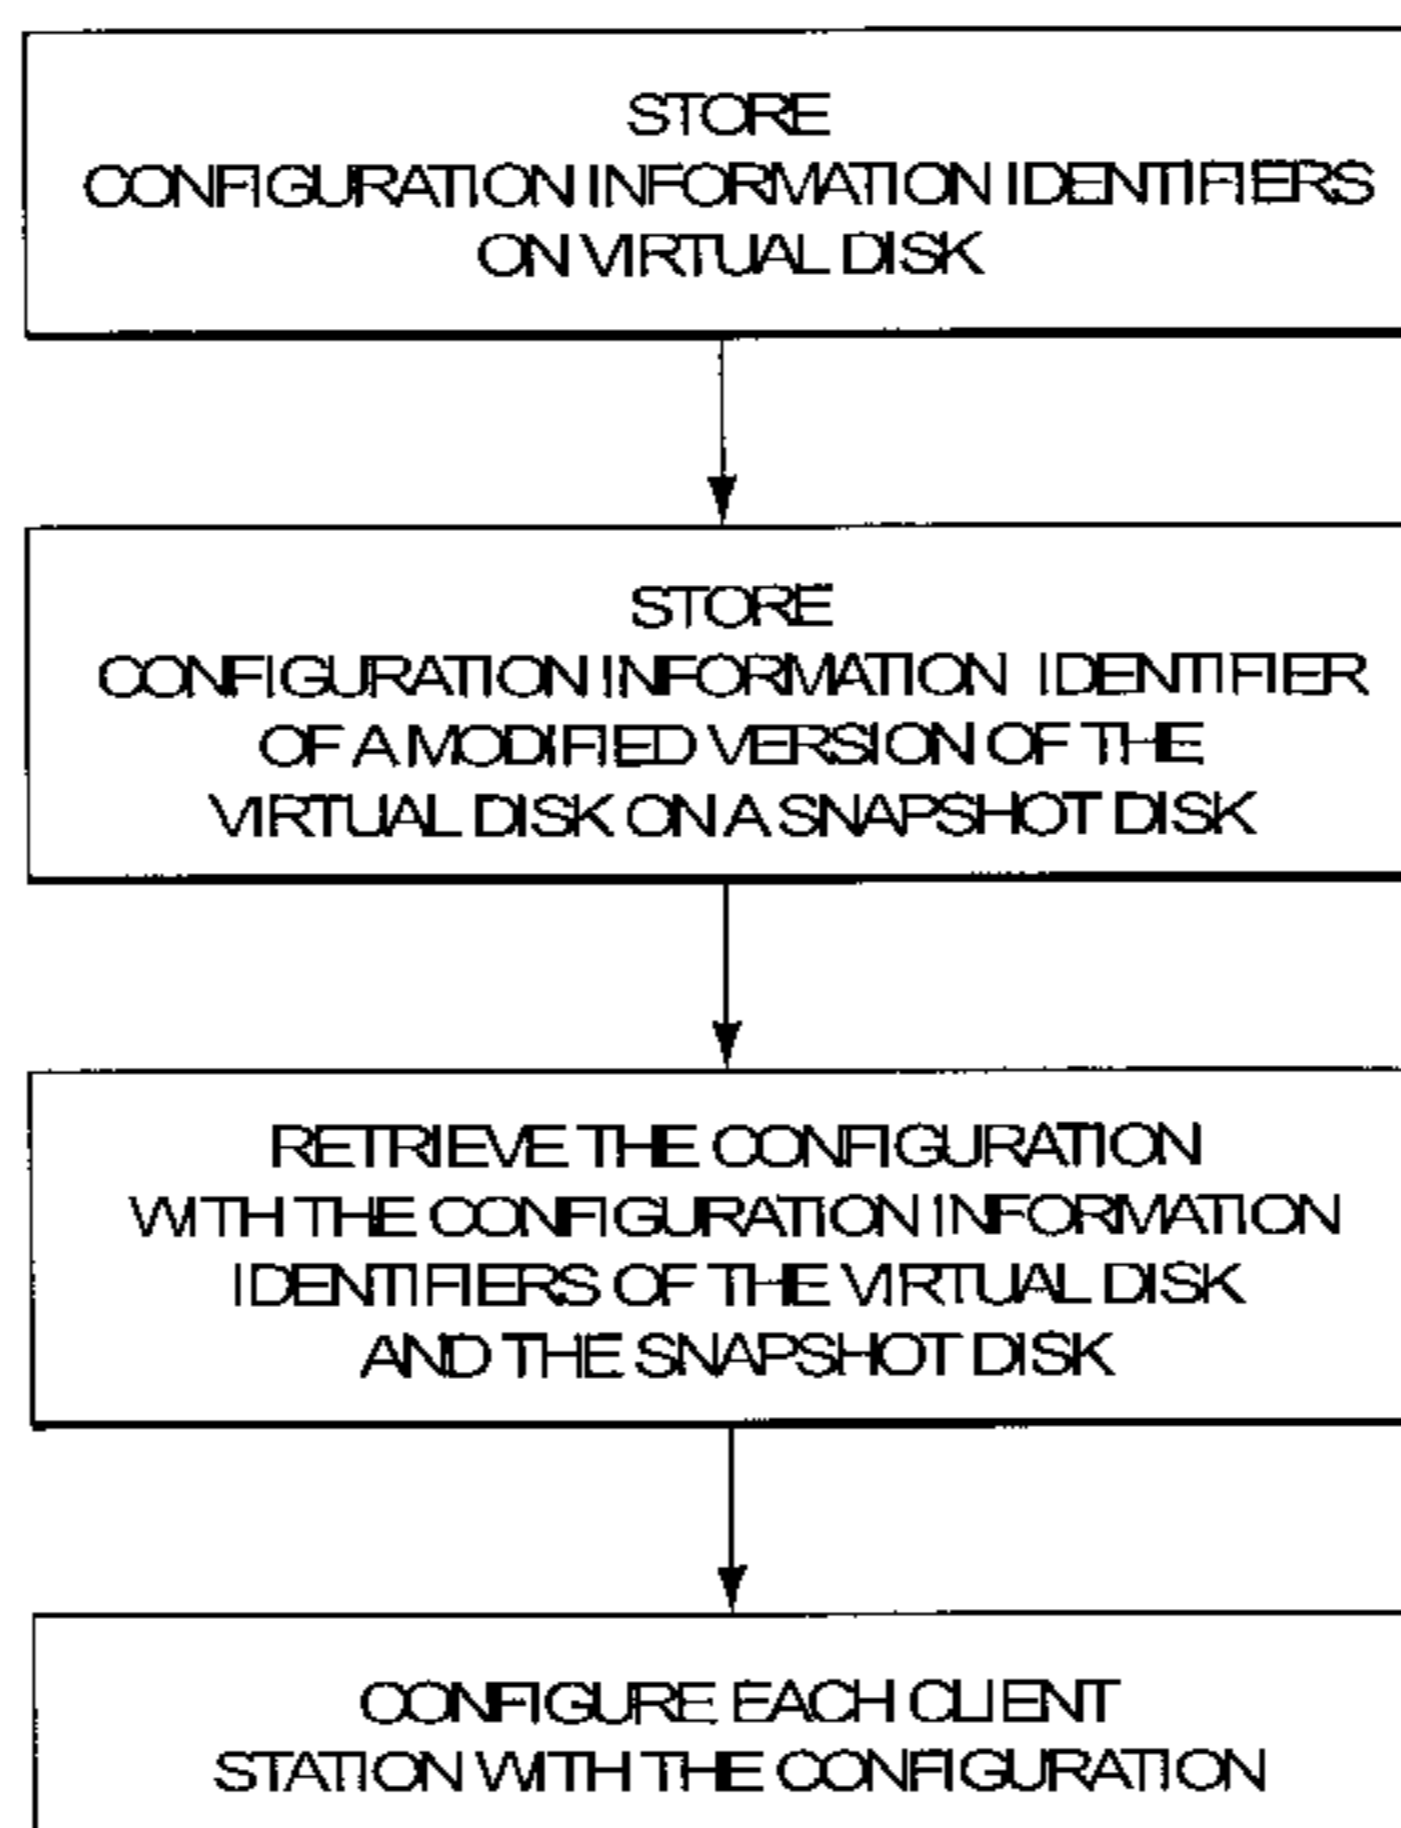 STORE
CONFIGURATION INFORMATION IDENTIFIERS
ON VIRTUAL DISK
STORE
CONFIGURATION INFORMATION IDENTIFIER
OF A MODIFIED VERSION OF THE
VIRTUAL DISK ON A SNAPSHOT DISK
RETRIEVE THE CONFIGURATION
WITH THE CONFIGURATION INFORMATION
IDENTIFIERS OF THE VIRTUAL DISK
AND THE SNAPSHOT DISK
CONFIGURE EACH CLIENT
STATION WITH THE CONFIGURATION